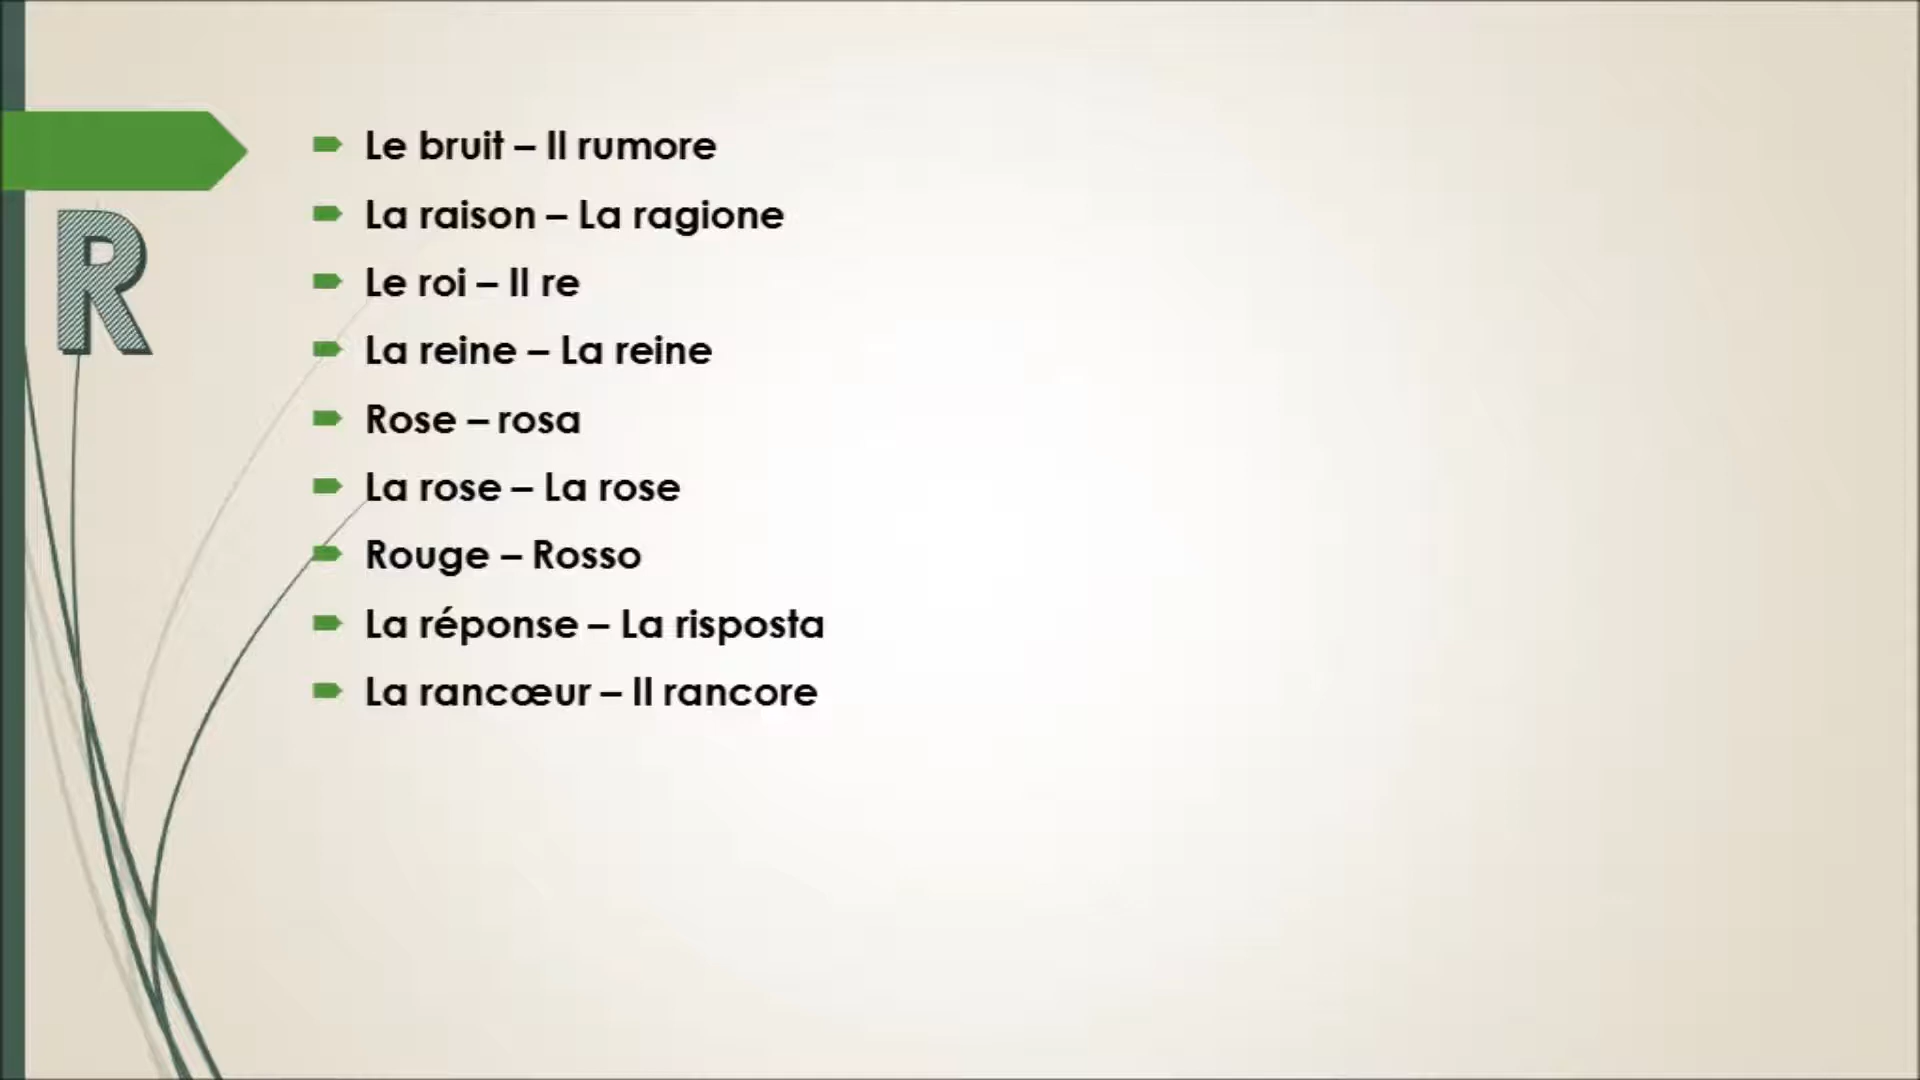 R
Le bruit – Il rumore
La raison – La ragione
Le roi – Il re
La reine – La reine
Rose – rosa
La rose – La rose
Rouge – Rosso
La réponse – La risposta
La rancœur – Il rancore